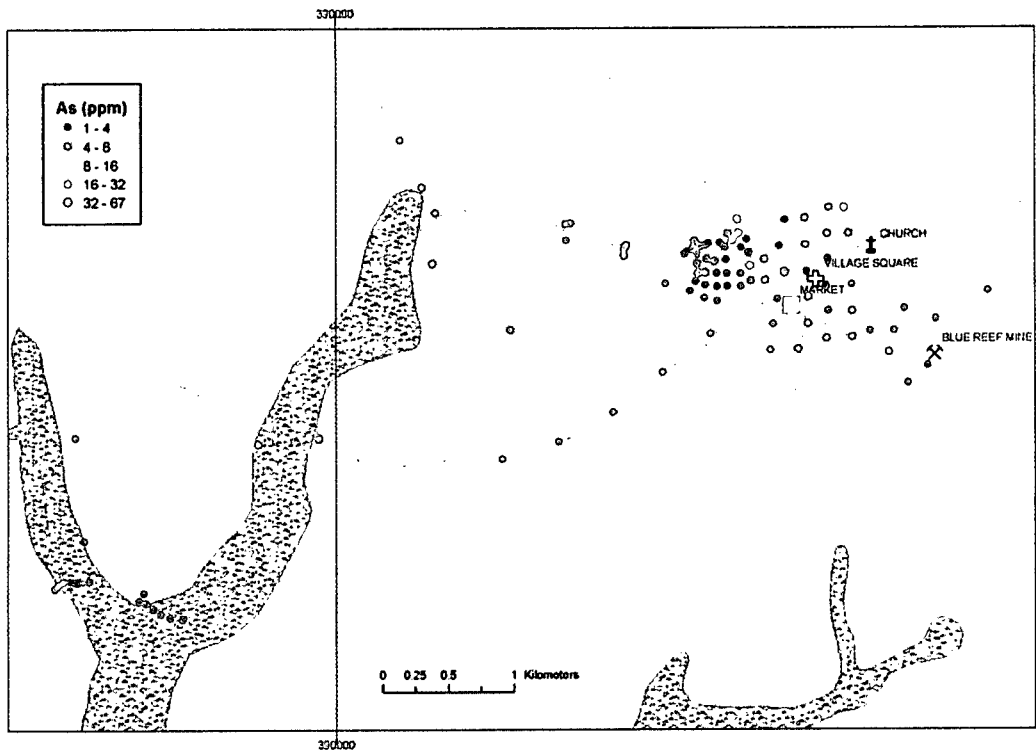 330000
As (ppm)
1 - 4
4 - 8
8 - 16
16 - 32
32 - 67
CHURCH
VILLAGE SQUARE
MARKET
BLUE REEF MINE
0 0.25 0.5 1 Kilometers
330000